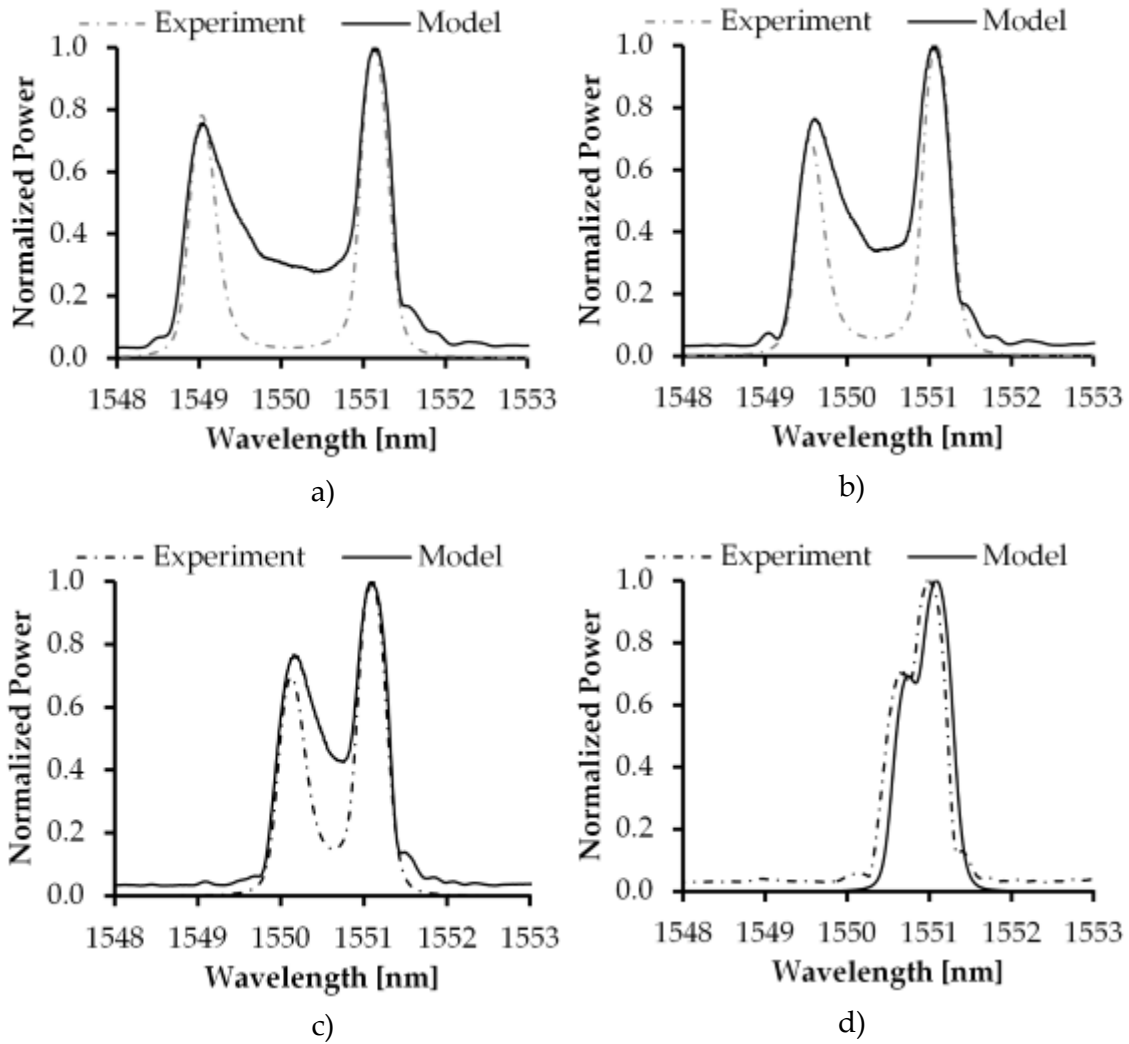 Experiment Model
Normalized Power
1.0
0.8
0.6
0.4
0.2
0.0
1548 1549 1550 1551 1552 1553
Wavelength [nm]
a)
Experiment Model
Normalized Power
1.0
0.8
0.6
0.4
0.2
0.0
1548 1549 1550 1551 1552 1553
Wavelength [nm]
b)
Experiment Model
Normalized Power
1.0
0.8
0.6
0.4
0.2
0.0
1548 1549 1550 1551 1552 1553
Wavelength [nm]
c)
Experiment Model
Normalized Power
1.0
0.8
0.6
0.4
0.2
0.0
1548 1549 1550 1551 1552 1553
Wavelength [nm]
d)